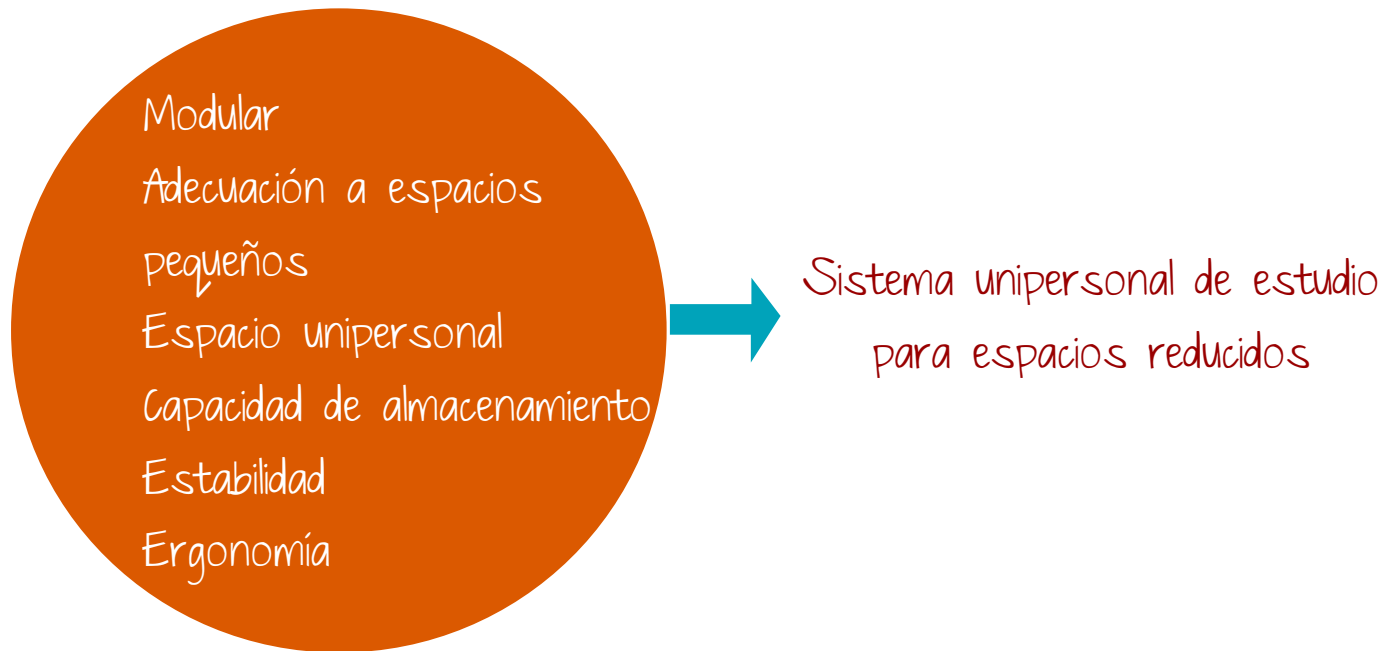 Modular
Adecuación a espacios
pequeños
Espacio unipersonal
Capacidad de almacenamiento
Estabilidad
Ergonomía
Sistema unipersonal de estudio
para espacios reducidos